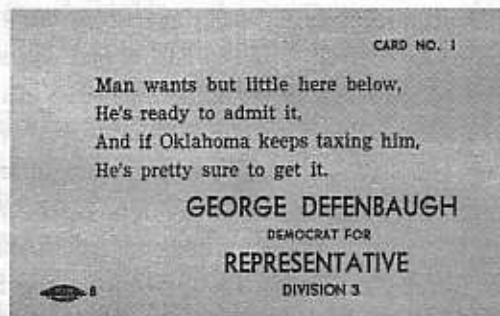 CARD NO. 1
Man wants but little here below,
He's ready to admit it,
And if Oklahoma keeps taxing him,
He's pretty sure to get it.
GEORGE DEFENBAUGH
DEMOCRAT FOR
REPRESENTATIVE
DIVISION 3
8